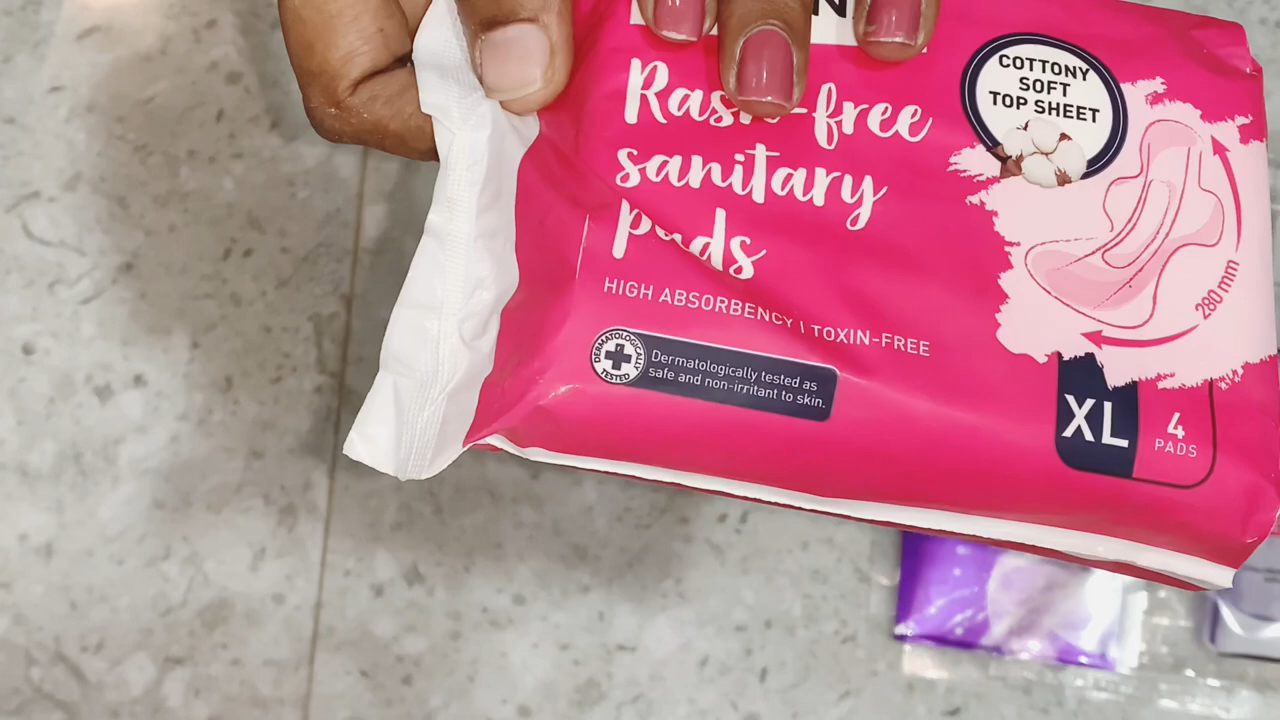 Rash-free
sanitary
pads
HIGH ABSORBENCY | TOXIN-FREE
DERMATOLOGICALLY
TESTED
Dermatologically tested as
safe and non-irritant to skin.
COTTONY
SOFT
TOP SHEET
280 mm
XL
4
PADS